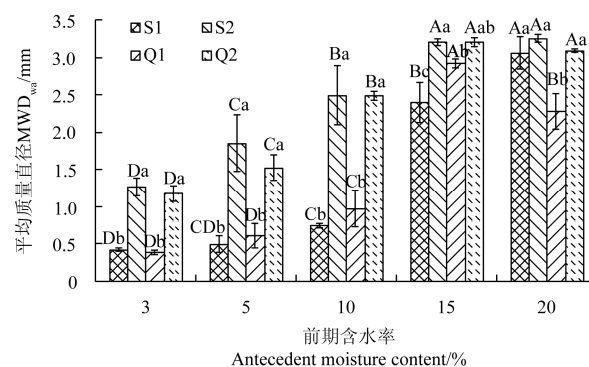 平均质量直径MWDwa/mm
3.5
3.0
2.5
2.0
1.5
1.0
0.5
0
S1 S2
Q1 Q2
Db Da Db Da
CDb Ca Db Ca
Cb Ba Cb Ba
Bc Aa Ab Aab
Aa Aa Bb Aa
3 5 10 15 20
前期含水率
Antecedent moisture content/%